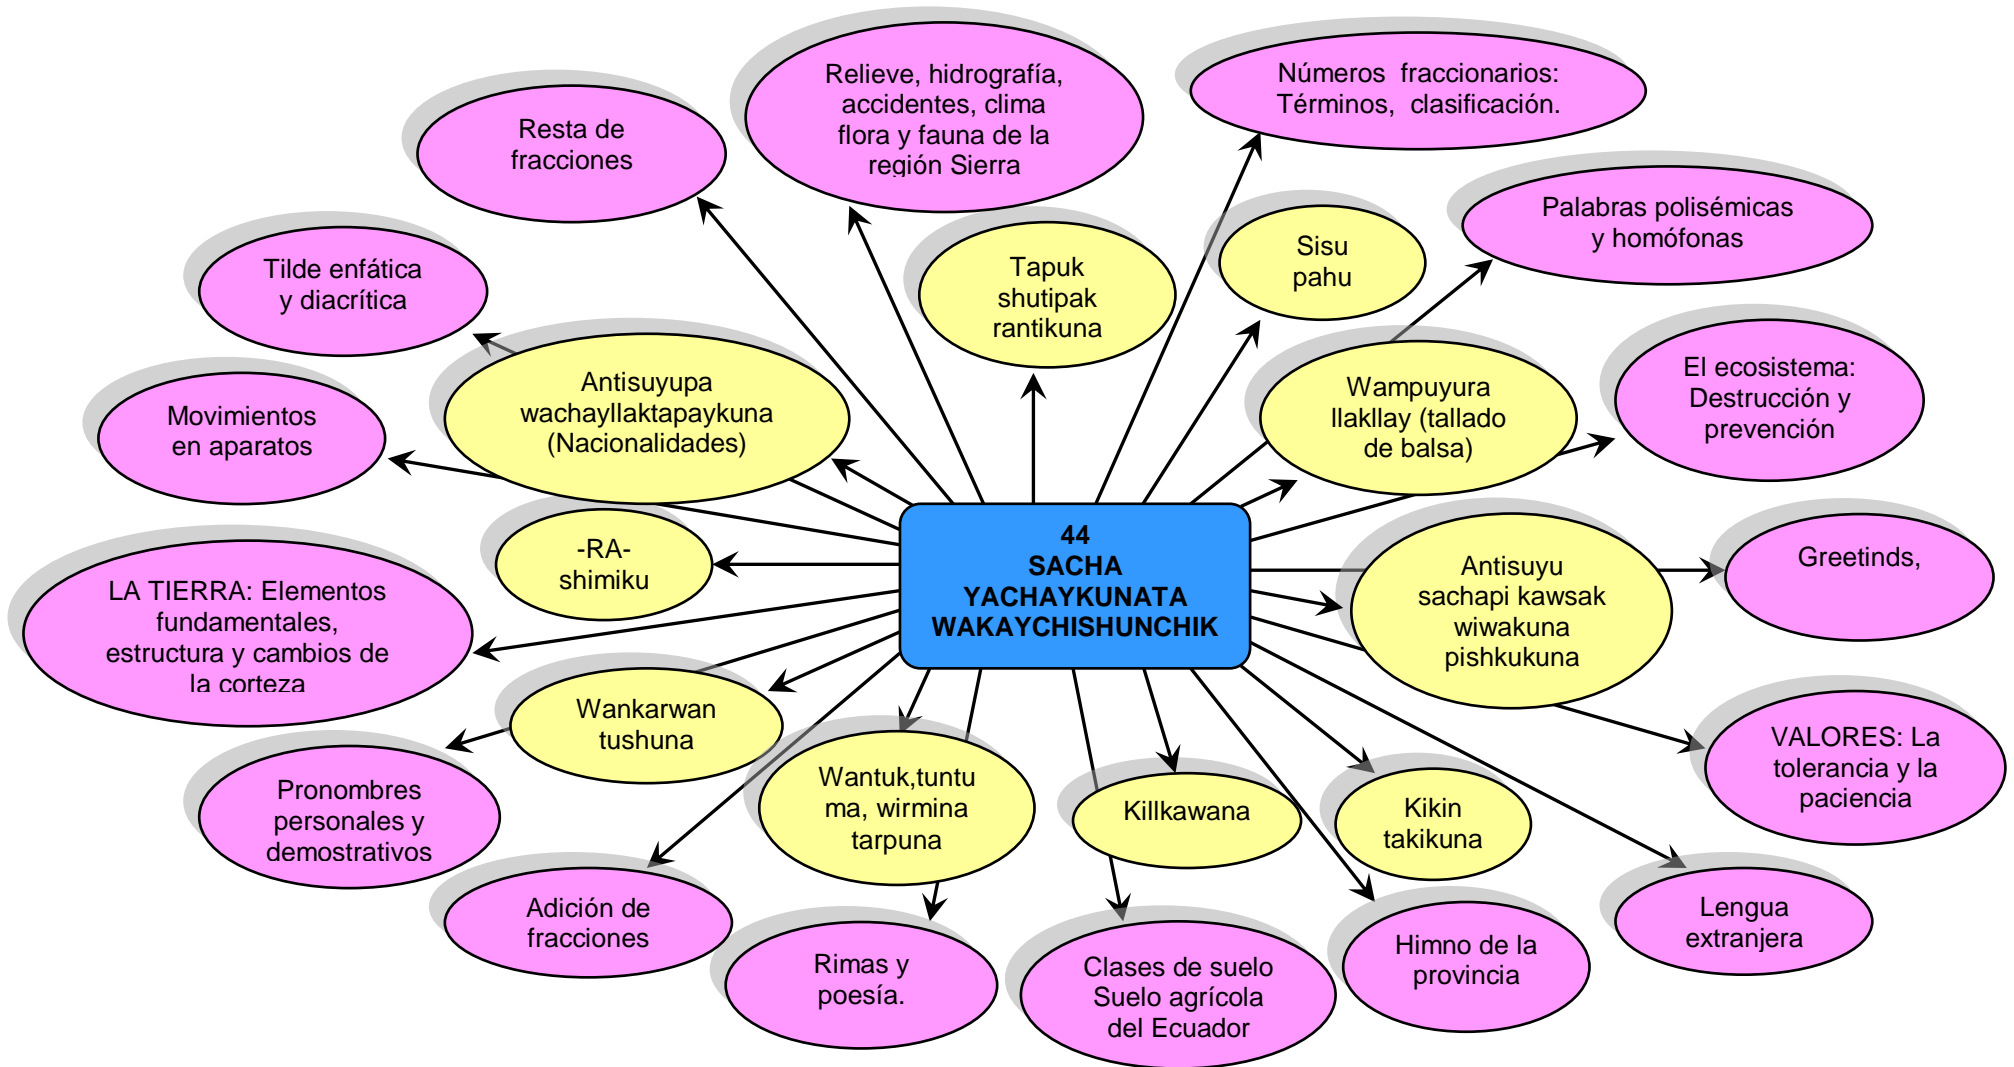 Relieve, hidrografía,
accidentes, clima
flora y fauna de la
región Sierra
Números fraccionarios:
Términos, clasificación.
Resta de
fracciones
Palabras polisémicas
y homófonas
Sisu
pahu
Tapuk
shutipak
rantikuna
Tilde enfática
y diacrítica
Antisuyupa
wachayllaktapaykuna
(Nacionalidades)
Wampuyura
llakllay (tallado
de balsa)
El ecosistema:
Destrucción y
prevención
Movimientos
en aparatos
-RA-
shimiku
44
SACHA
YACHAYKUNATA
WAKAYCHISHUNCHIK
Antisuyu
sachapi kawsak
wiwakuna
pishkukuna
Greetinds,
LA TIERRA: Elementos
fundamentales,
estructura y cambios de
la corteza
Wankarwan
tushuna
Wantuk,tuntu
ma, wirmina
tarpuna
Killkawana
Kikin
takikuna
VALORES: La
tolerancia y la
paciencia
Pronombres
personales y
demostrativos
Adición de
fracciones
Rimas y
poesía.
Clases de suelo
Suelo agrícola
del Ecuador
Himno de la
provincia
Lengua
extranjera